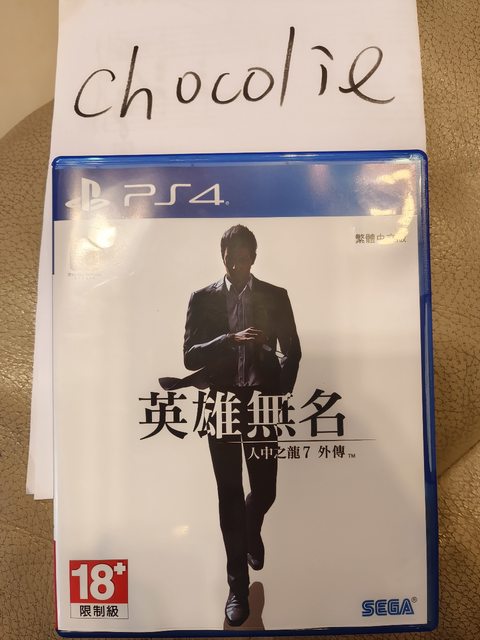 chocolie
PS4
繁體中文版
英雄無名
人中之龍7 外傳 TM
18+
限制級
SEGA®